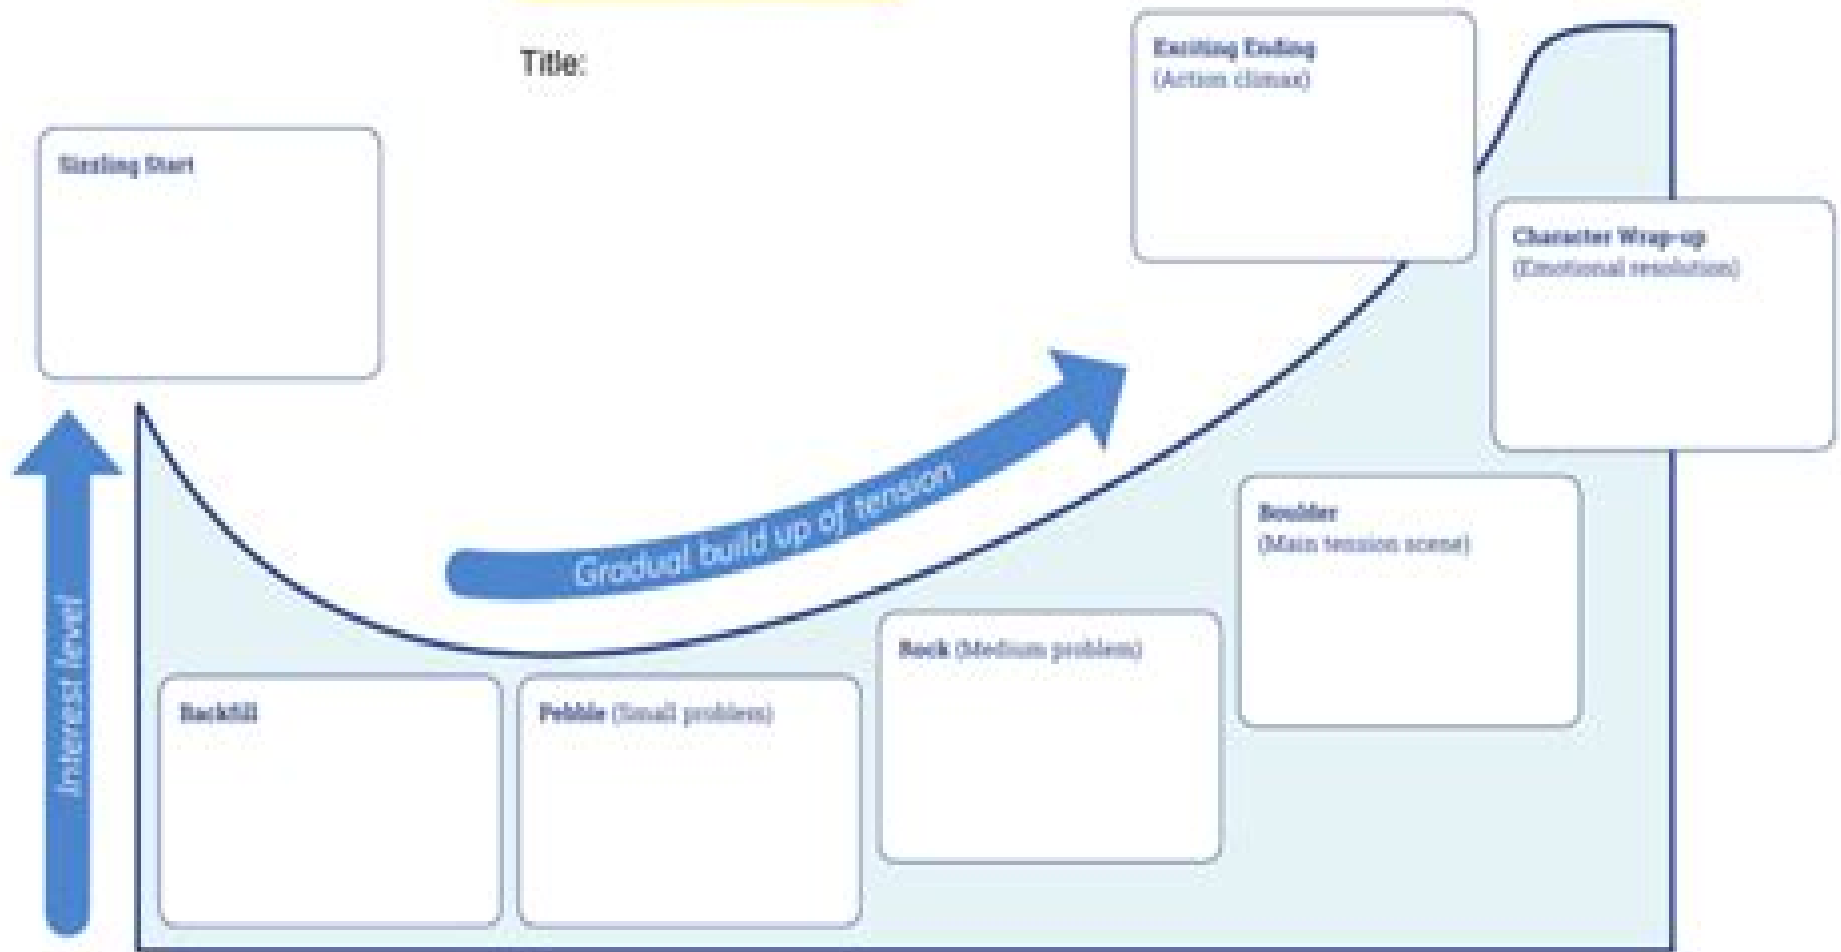 Title:
Sizzling Start
Exciting Ending
(Action climax)
Character Wrap-up
(Emotional resolution)
Gradual build up of tension
Interest level
Boulder
(Main tension scene)
Rock (Medium problem)
Backfill
Pebble (Small problem)